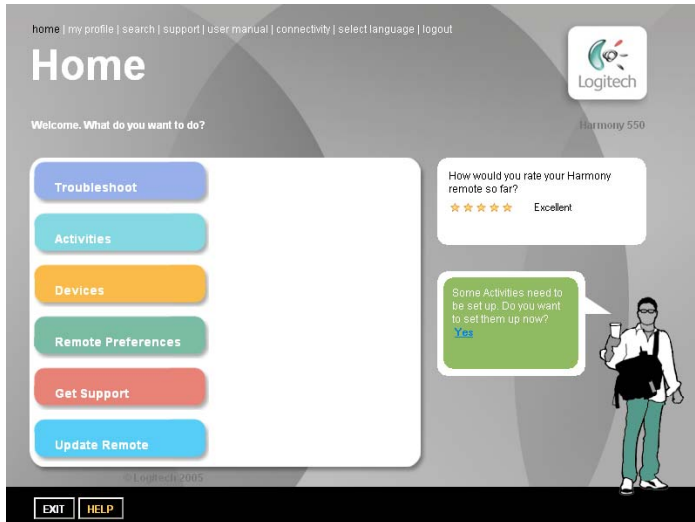 home | my profile | search | support | user manual | connectivity | select language | logout
Home
Logitech
Welcome. What do you want to do?
Harmony 550
Troubleshoot
Activities
Devices
Remote Preferences
Get Support
Update Remote
How would you rate your Harmony
remote so far?
Excellent
Some Activities need to
be set up. Do you want
to set them up now?
Yes
© Logitech 2005
EXIT
HELP